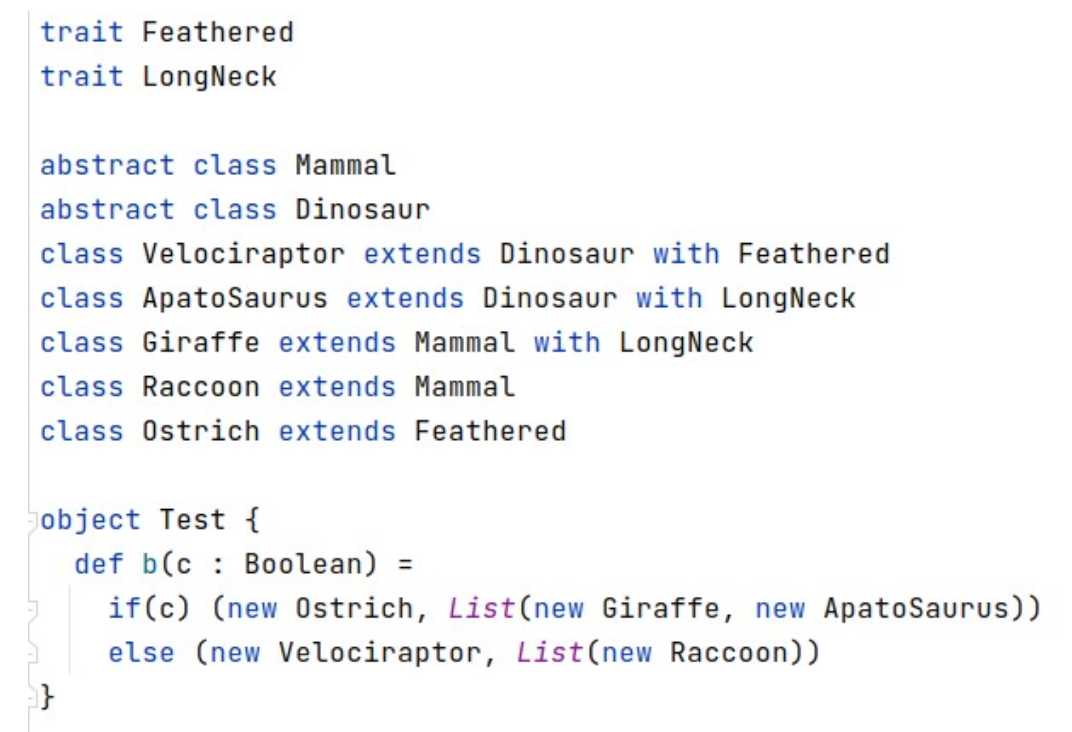 trait Feathered
trait LongNeck
abstract class Mammal
abstract class Dinosaur
class Velociraptor extends Dinosaur with Feathered
class ApatoSaurus extends Dinosaur with LongNeck
class Giraffe extends Mammal with LongNeck
class Raccoon extends Mammal
class Ostrich extends Feathered
object Test {
  def b(c : Boolean) =
    if(c) (new Ostrich, List(new Giraffe, new ApatoSaurus))
    else (new Velociraptor, List(new Raccoon))
}